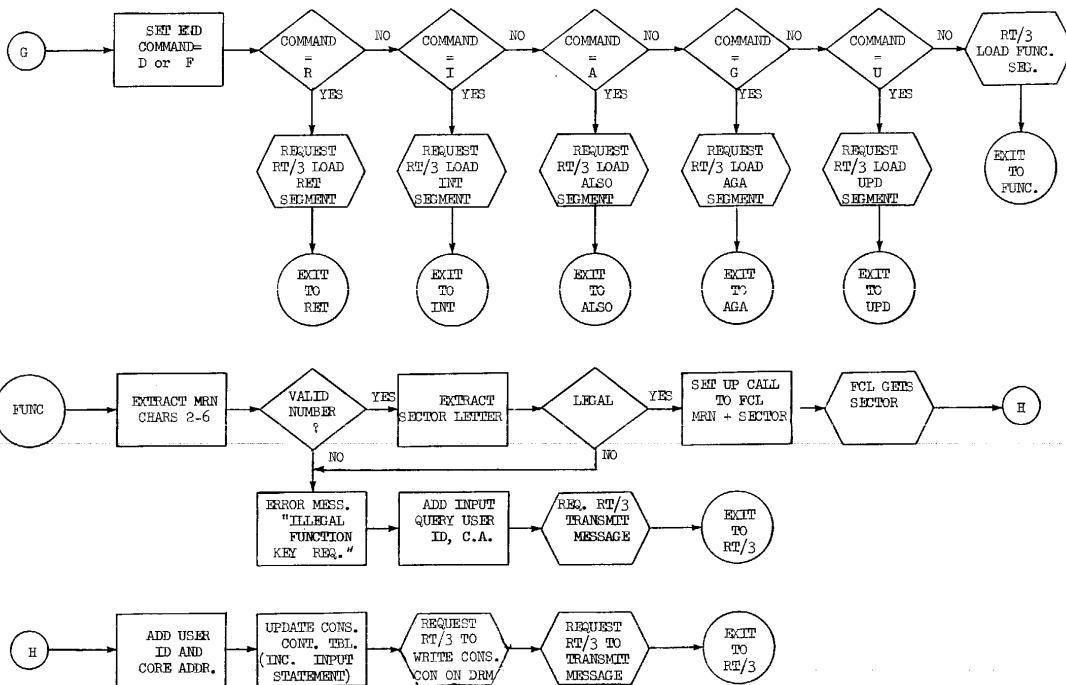 G
SET END
COMMAND=
D or F
COMMAND
=
R
NO
YES
COMMAND
=
I
NO
YES
COMMAND
=
A
NO
YES
COMMAND
=
G
NO
YES
COMMAND
=
U
NO
YES
RT/3
LOAD FUNC.
SEG.
REQUEST
RT/3 LOAD
RET
SEGMENT
REQUEST
RT/3 LOAD
INT
SEGMENT
REQUEST
RT/3 LOAD
ALSO
SEGMENT
REQUEST
RT/3 LOAD
AGA
SEGMENT
REQUEST
RT/3 LOAD
UPD
SEGMENT
EXIT
TO
FUNC.
EXIT
TO
RET
EXIT
TO
INT
EXIT
TO
ALSO
EXIT
TO
AGA
EXIT
TO
UPD
FUNC
EXTRACT MRN
CHARS 2-6
VALID
NUMBER
?
YES
NO
EXTRACT
SECTOR LETTER
LEGAL
YES
NO
SET UP CALL
TO FCL
MRN + SECTOR
FCL GETS
SECTOR
H
ERROR MESS.
"ILLEGAL
FUNCTION
KEY REQ."
ADD INPUT
QUERY USER
ID, C.A.
REQ. RT/3
TRANSMIT
MESSAGE
EXIT
TO
RT/3
H
ADD USER
ID AND
CORE ADDR.
UPDATE CONS.
CONT. TBL.
(INC. INPUT
STATEMENT)
REQUEST
RT/3 TO
WRITE CONS.
CON ON DRM
REQUEST
RT/3 TO
TRANSMIT
MESSAGE
EXIT
TO
RT/3